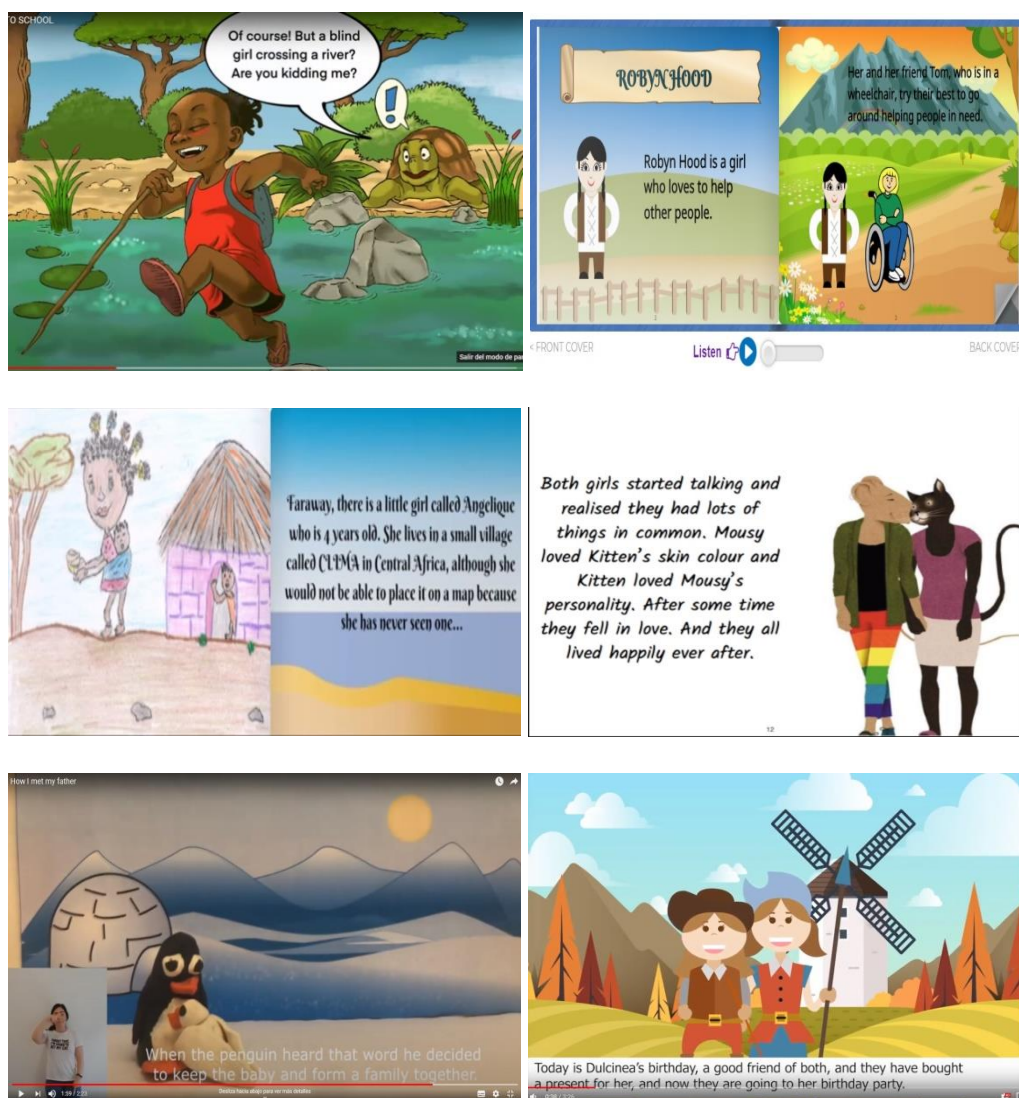 O SCHOOL
Of course! But a blind
girl crossing a river?
Are you kidding me?
!
Salir del modo de pa
ROBYN HOOD
Robyn Hood is a girl
who loves to help
other people.
Her and her friend Tom, who is in a
wheelchair, try their best to go
around helping people in need.
< FRONT COVER
Listen
BACK COVER
Faraway, there is a little girl called Angelique
who is 4 years old. She lives in a small village
called CLIMA in Central Africa, although she
would not be able to place it on a map because
she has never seen one...
Both girls started talking and
realised they had lots of
things in common. Mousy
loved Kitten's skin colour and
Kitten loved Mousy's
personality. After some time
they fell in love. And they all
lived happily ever after.
12
How I met my father
When the penguin heard that word he decided
to keep the baby and form a family together.
Desliza hacia abajo para ver más detalles
Today is Dulcinea's birthday, a good friend of both, and they have bought
a present for her, and now they are going to her birthday party.